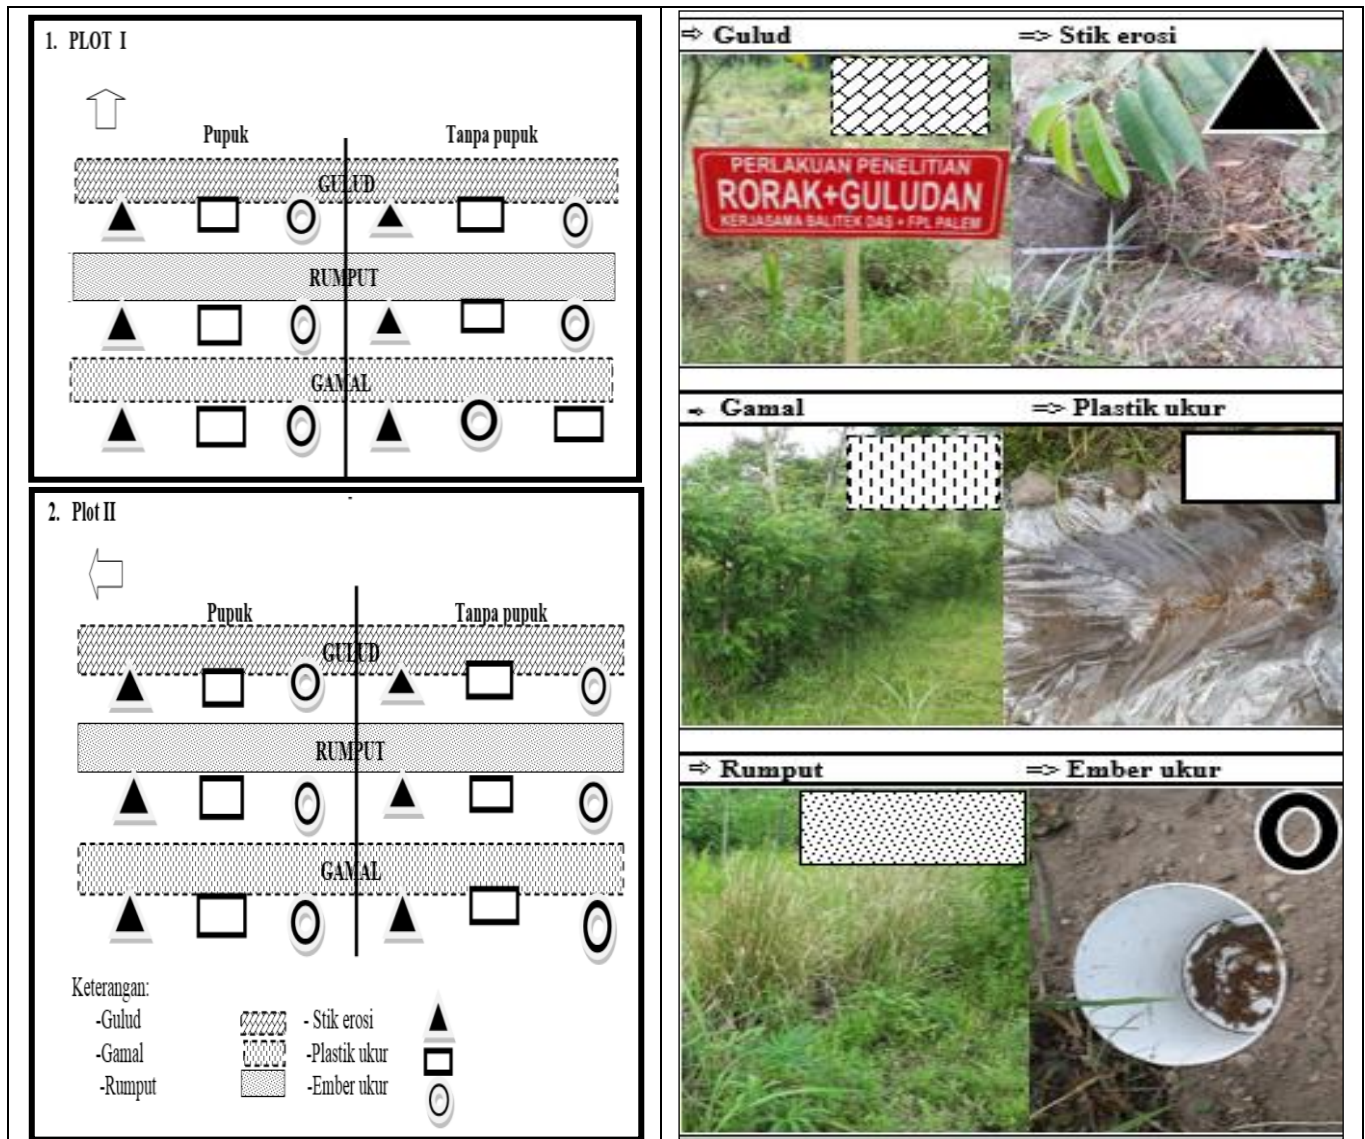 1. PLOT I
Pupuk Tanpa pupuk
GULUD
RUMPUT
GAMAL
2. Plot II
Pupuk Tanpa pupuk
GULUD
RUMPUT
GAMAL
Keterangan:
-Gulud - Stik erosi
-Gamal -Plastik ukur
-Rumput -Ember ukur
⇨ Gulud => Stik erosi
PERLAKUAN PENELITIAN
RORAK+GULUDAN
KERJASAMA BALITEK DAS + FPL PALEM
⇨ Gamal => Plastik ukur
⇨ Rumput => Ember ukur